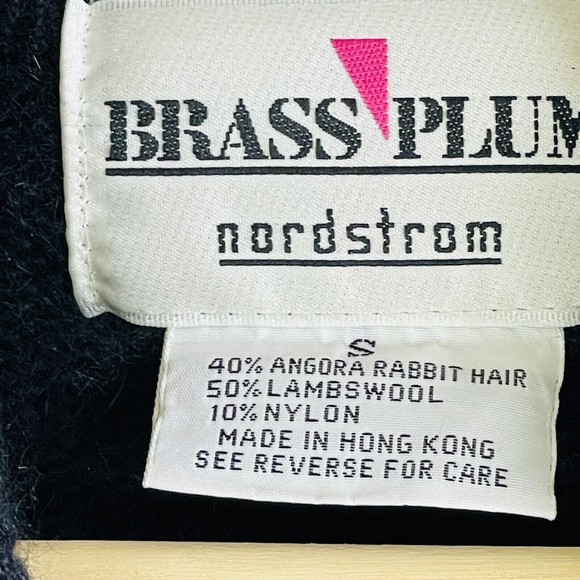 BRASS PLUM
nordstrom
S
40% ANGORA RABBIT HAIR
50% LAMBSWOOL
10% NYLON
MADE IN HONG KONG
SEE REVERSE FOR CARE